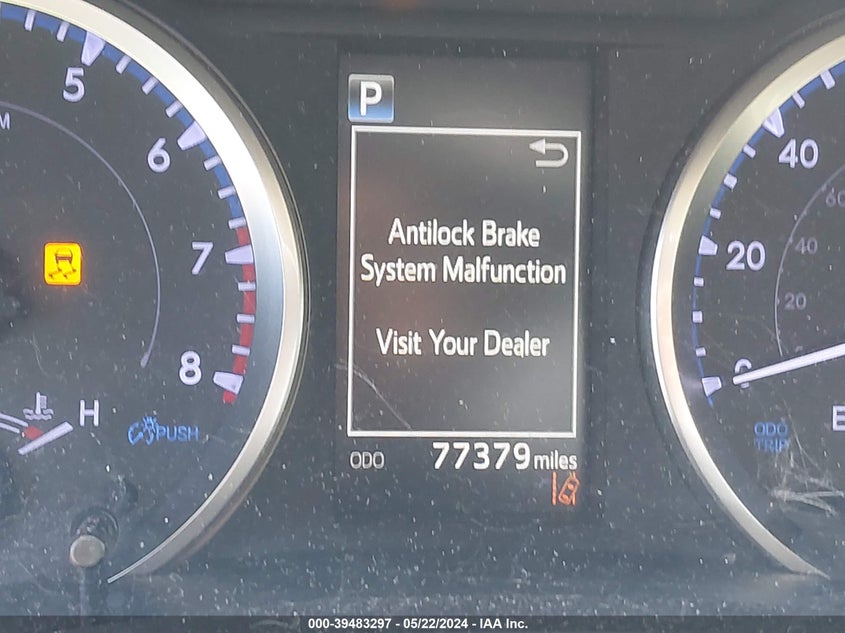 5
6
7
8
M
H
PUSH
P
Antilock Brake
System Malfunction
Visit Your Dealer
ODO 77379 miles
40
20
0
60
40
20
E
ODO
TRIP
000-39483297 - 05/22/2024 - IAA Inc.